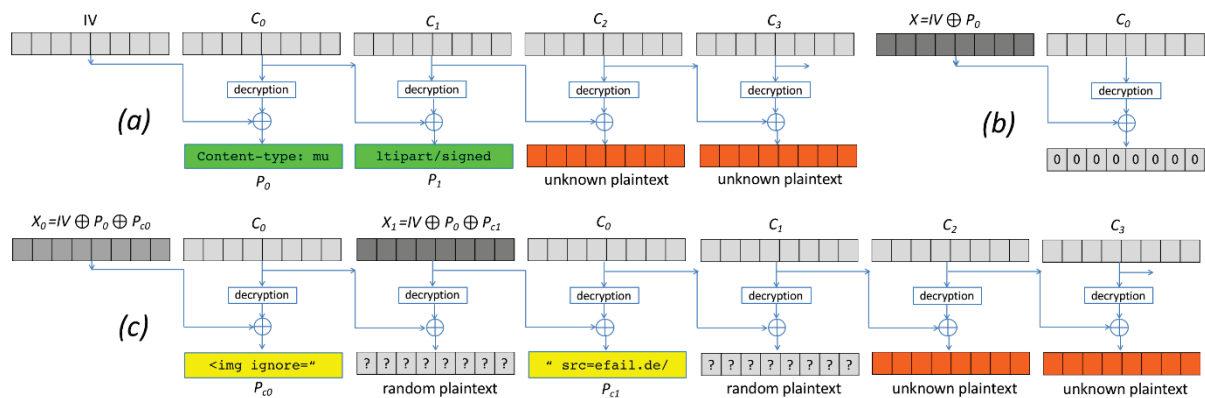 IV C₀ C₁ C₂ C₃ X=IV ⊕ P₀ C₀
decryption decryption decryption decryption decryption
(a) (b)
Content-type: mu ltipart/signed 0 0 0 0 0 0 0 0
P₀ P₁ unknown plaintext unknown plaintext
X₀=IV ⊕ P₀ ⊕ Pc0 C₀ X₁=IV ⊕ P₀ ⊕ Pc1 C₀ C₁ C₂ C₃
decryption decryption decryption decryption decryption decryption
(c)
<img ignore=“ ? ? ? ? ? ? ? ? “ src=efail.de/ ? ? ? ? ? ? ? ?
Pc0 random plaintext Pc1 random plaintext unknown plaintext unknown plaintext